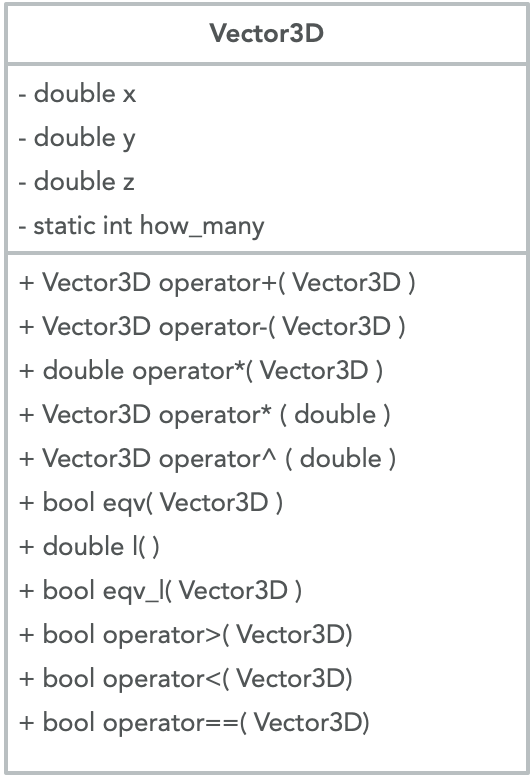 Vector3D
- double x
- double y
- double z
- static int how_many
+ Vector3D operator+( Vector3D )
+ Vector3D operator-( Vector3D )
+ double operator*( Vector3D )
+ Vector3D operator* ( double )
+ Vector3D operator^ ( double )
+ bool eqv( Vector3D )
+ double l( )
+ bool eqv_l( Vector3D )
+ bool operator>( Vector3D)
+ bool operator<( Vector3D)
+ bool operator==( Vector3D)